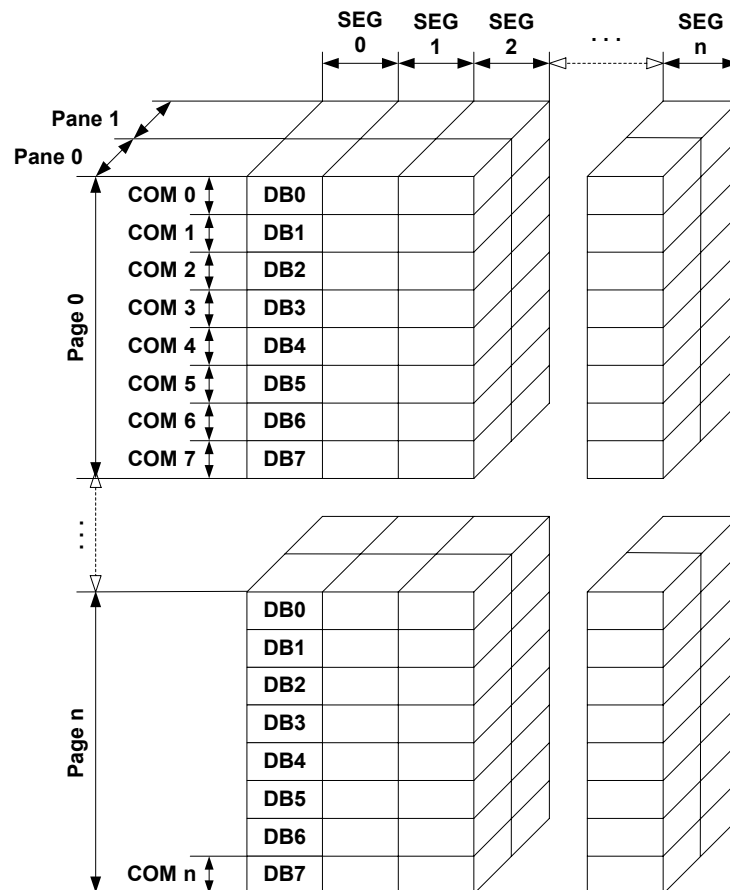 SEG 0
SEG 1
SEG 2
. . .
SEG n
Pane 1
Pane 0
Page 0
COM 0 DB0
COM 1 DB1
COM 2 DB2
COM 3 DB3
COM 4 DB4
COM 5 DB5
COM 6 DB6
COM 7 DB7
. . .
Page n
DB0
DB1
DB2
DB3
DB4
DB5
DB6
COM n DB7